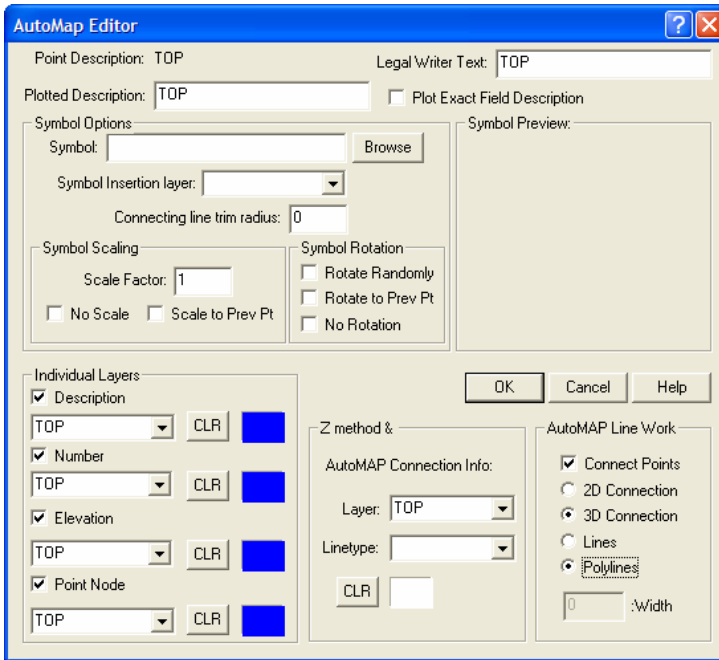 AutoMap Editor
Point Description: TOP
Legal Writer Text: TOP
Plotted Description: TOP
Plot Exact Field Description
Symbol Options
Symbol:
Browse
Symbol Insertion layer:
Connecting line trim radius: 0
Symbol Scaling
Scale Factor: 1
No Scale
Scale to Prev Pt
Symbol Rotation
Rotate Randomly
Rotate to Prev Pt
No Rotation
Symbol Preview:
OK
Cancel
Help
Individual Layers
Description
TOP
CLR
Number
TOP
CLR
Elevation
TOP
CLR
Point Node
TOP
CLR
Z method &
AutoMAP Connection Info:
Layer: TOP
Linetype:
CLR
AutoMAP Line Work
Connect Points
2D Connection
3D Connection
Lines
Polylines
0 :Width